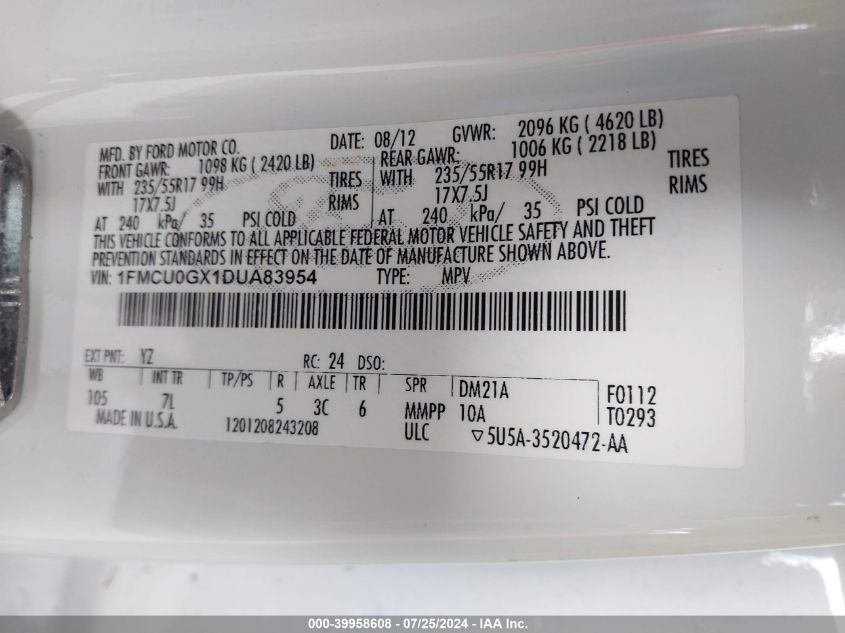 MFD. BY FORD MOTOR CO. DATE: 08/12 GVWR: 2096 KG ( 4620 LB)
FRONT GAWR: 1098 KG ( 2420 LB) REAR GAWR: 1006 KG ( 2218 LB)
WITH 235/55R17 99H TIRES WITH 235/55R17 99H TIRES
17X7.5J RIMS 17X7.5J RIMS
AT 240 kPa/ 35 PSI COLD AT 240 kPa/ 35 PSI COLD
THIS VEHICLE CONFORMS TO ALL APPLICABLE FEDERAL MOTOR VEHICLE SAFETY AND THEFT
PREVENTION STANDARDS IN EFFECT ON THE DATE OF MANUFACTURE SHOWN ABOVE.
VIN: 1FMCU0GX1DUA83954 TYPE: MPV
EXT PNT: YZ RC: 24 DSO:
WB INT TR TP/PS R AXLE TR SPR DM21A F0112
105 7L 5 3C 6 MMPP 10A T0293
MADE IN U.S.A. 1201208243208 ULC ▽5U5A-3520472-AA
000-39958608 - 07/25/2024 - IAA Inc.